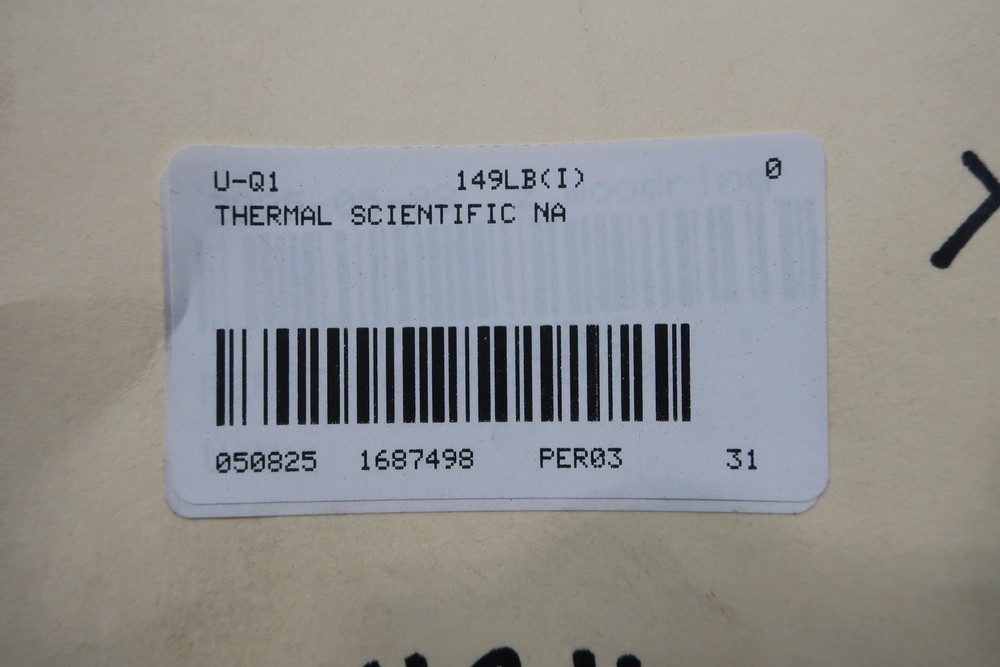 U-Q1 149LB(I) 0
THERMAL SCIENTIFIC NA
050825 1687498 PER03 31